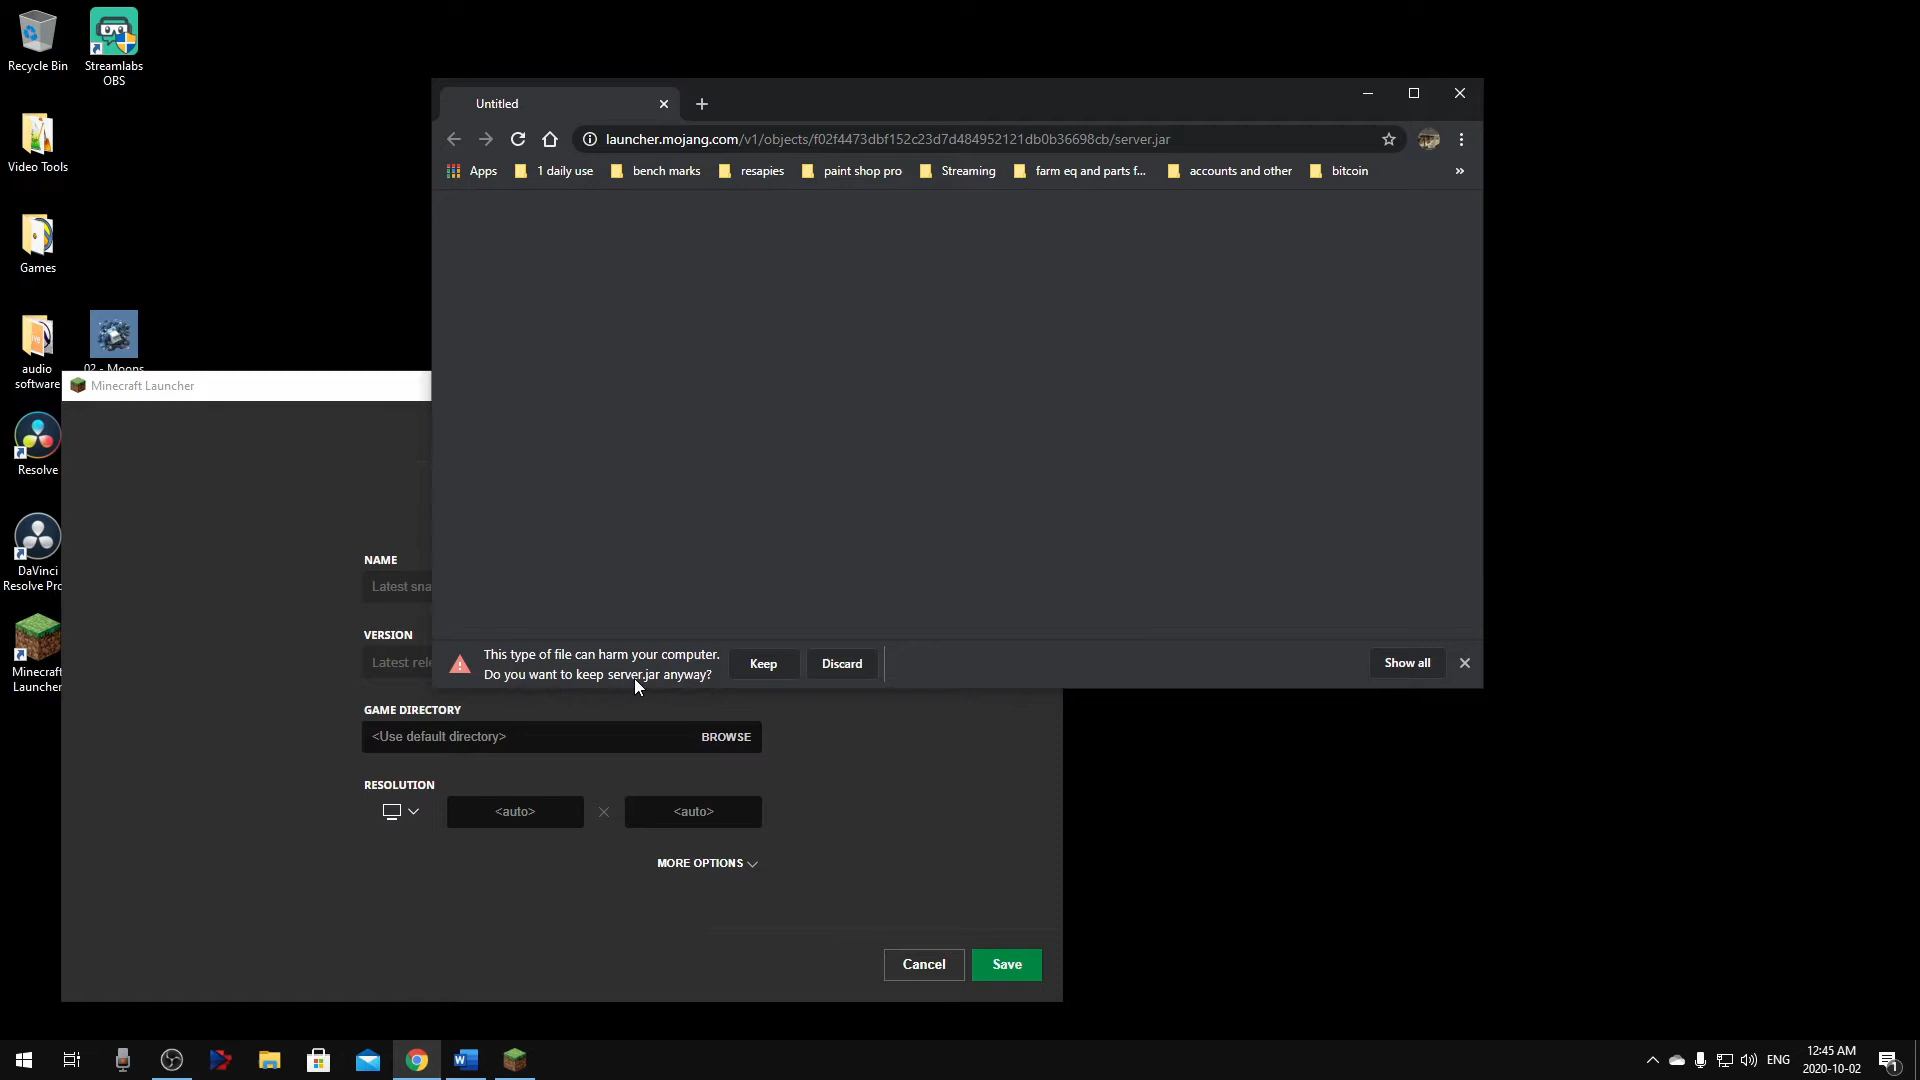 Recycle Bin
Streamlabs
OBS
Video Tools
Games
audio
software
02 - Moons
Resolve
DaVinci
Resolve Pro
Minecraft
Launcher
Untitled
launcher.mojang.com/v1/objects/f02f4473dbf152c23d7d484952121db0b36698cb/server.jar
Apps
1 daily use
bench marks
resapies
paint shop pro
Streaming
farm eq and parts f...
accounts and other
bitcoin
»
This type of file can harm your computer.
Do you want to keep server.jar anyway?
Keep
Discard
Show all
Minecraft Launcher
NAME
Latest sna
VERSION
Latest rele
GAME DIRECTORY
<Use default directory>
BROWSE
RESOLUTION
<auto>
<auto>
MORE OPTIONS
Cancel
Save
ENG
12:45 AM
2020-10-02
1